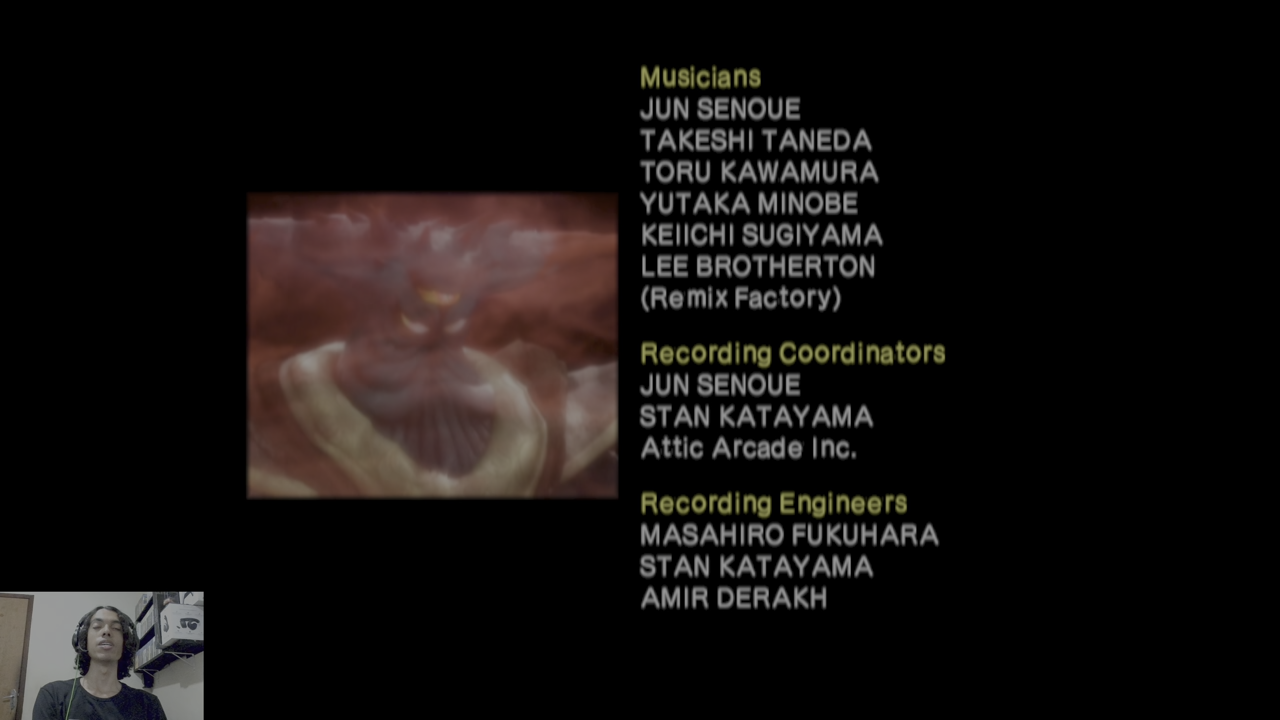 Musicians
JUN SENOUE
TAKESHI TANEDA
TORU KAWAMURA
YUTAKA MINOBE
KEIICHI SUGIYAMA
LEE BROTHERTON
(Remix Factory)
Recording Coordinators
JUN SENOUE
STAN KATAYAMA
Attic Arcade Inc.
Recording Engineers
MASAHIRO FUKUHARA
STAN KATAYAMA
AMIR DERAKH